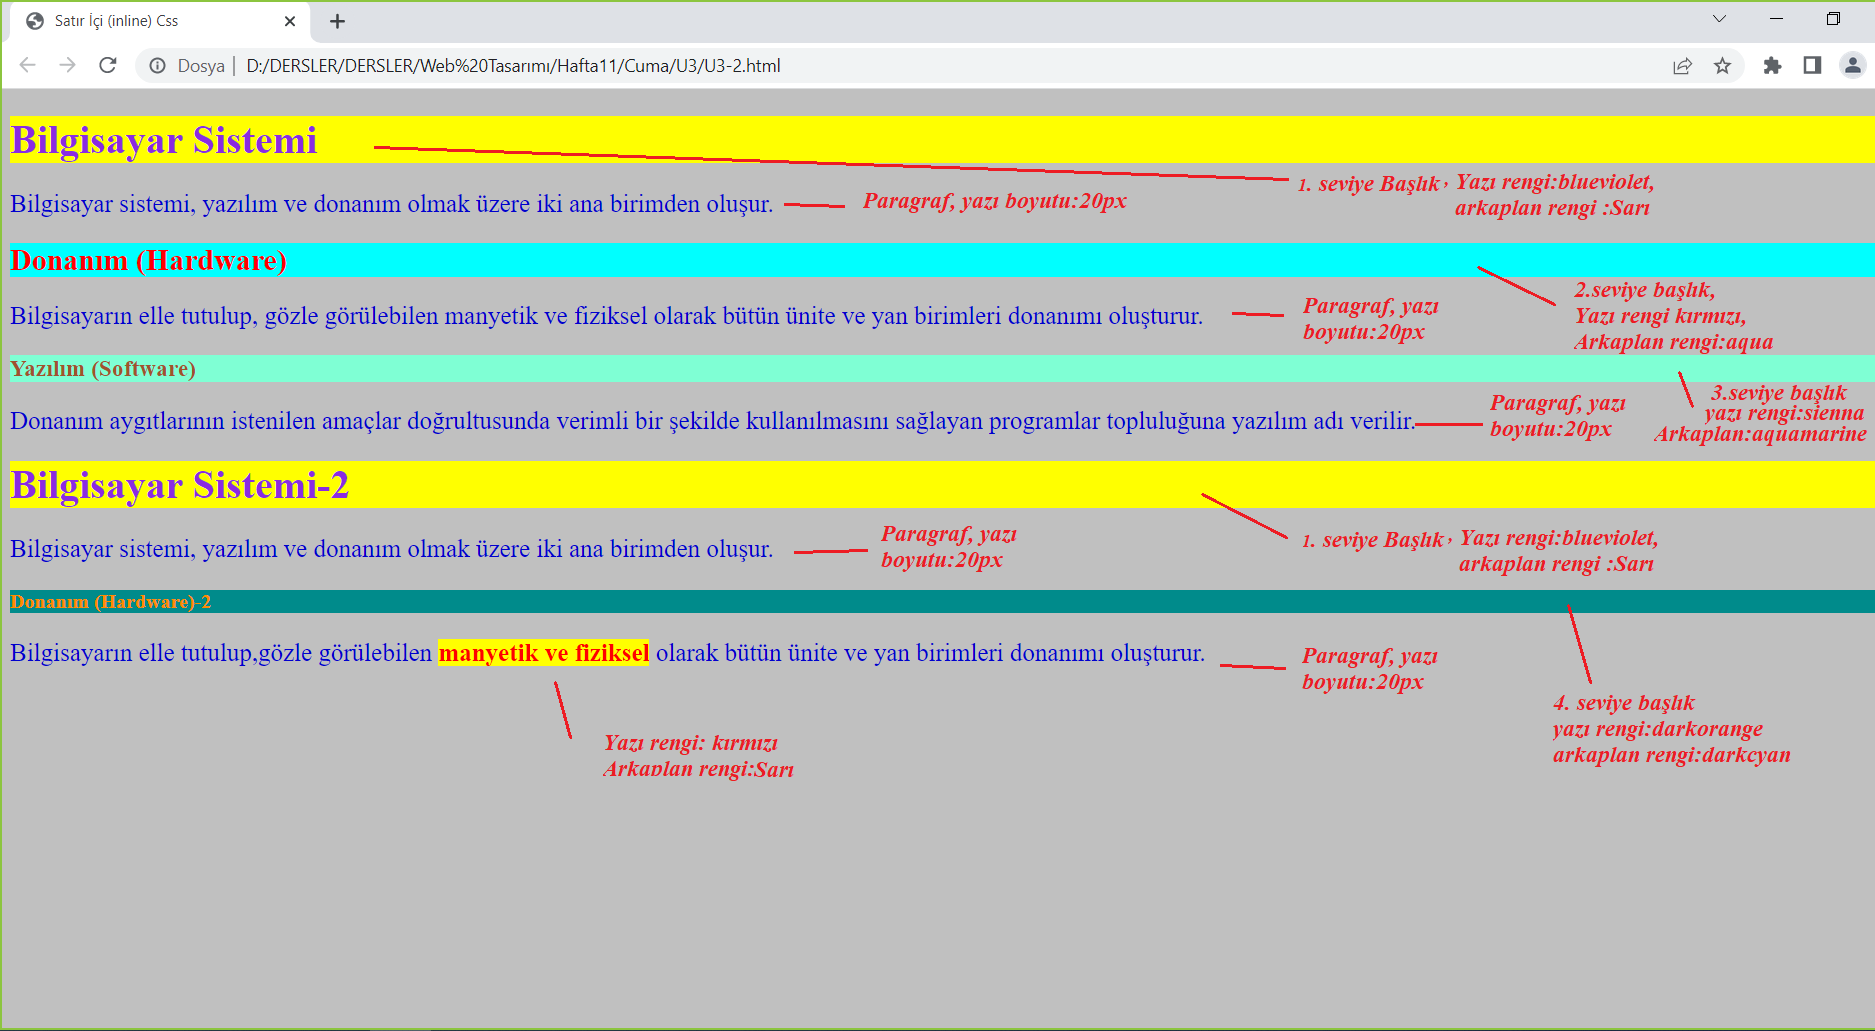 Satır İçi (inline) Css
Dosya | D:/DERSLER/DERSLER/Web%20Tasarımı/Hafta11/Cuma/U3/U3-2.html
Bilgisayar Sistemi
1. seviye Başlık, Yazı rengi:blueviolet,
arkaplan rengi :Sarı
Bilgisayar sistemi, yazılım ve donanım olmak üzere iki ana birimden oluşur.
Paragraf, yazı boyutu:20px
Donanım (Hardware)
2.seviye başlık,
Yazı rengi kırmızı,
Arkaplan rengi:aqua
Bilgisayarın elle tutulup, gözle görülebilen manyetik ve fiziksel olarak bütün ünite ve yan birimleri donanımı oluşturur.
Paragraf, yazı
boyutu:20px
Yazılım (Software)
3.seviye başlık
yazı rengi:sienna
Arkaplan:aquamarine
Donanım aygıtlarının istenilen amaçlar doğrultusunda verimli bir şekilde kullanılmasını sağlayan programlar topluluğuna yazılım adı verilir.
Paragraf, yazı
boyutu:20px
Bilgisayar Sistemi-2
1. seviye Başlık, Yazı rengi:blueviolet,
arkaplan rengi :Sarı
Bilgisayar sistemi, yazılım ve donanım olmak üzere iki ana birimden oluşur.
Paragraf, yazı
boyutu:20px
Donanım (Hardware)-2
4. seviye başlık
yazı rengi:darkorange
arkaplan rengi:darkcyan
Bilgisayarın elle tutulup,gözle görülebilen manyetik ve fiziksel olarak bütün ünite ve yan birimleri donanımı oluşturur.
Paragraf, yazı
boyutu:20px
Yazı rengi: kırmızı
Arkaplan rengi:Sarı